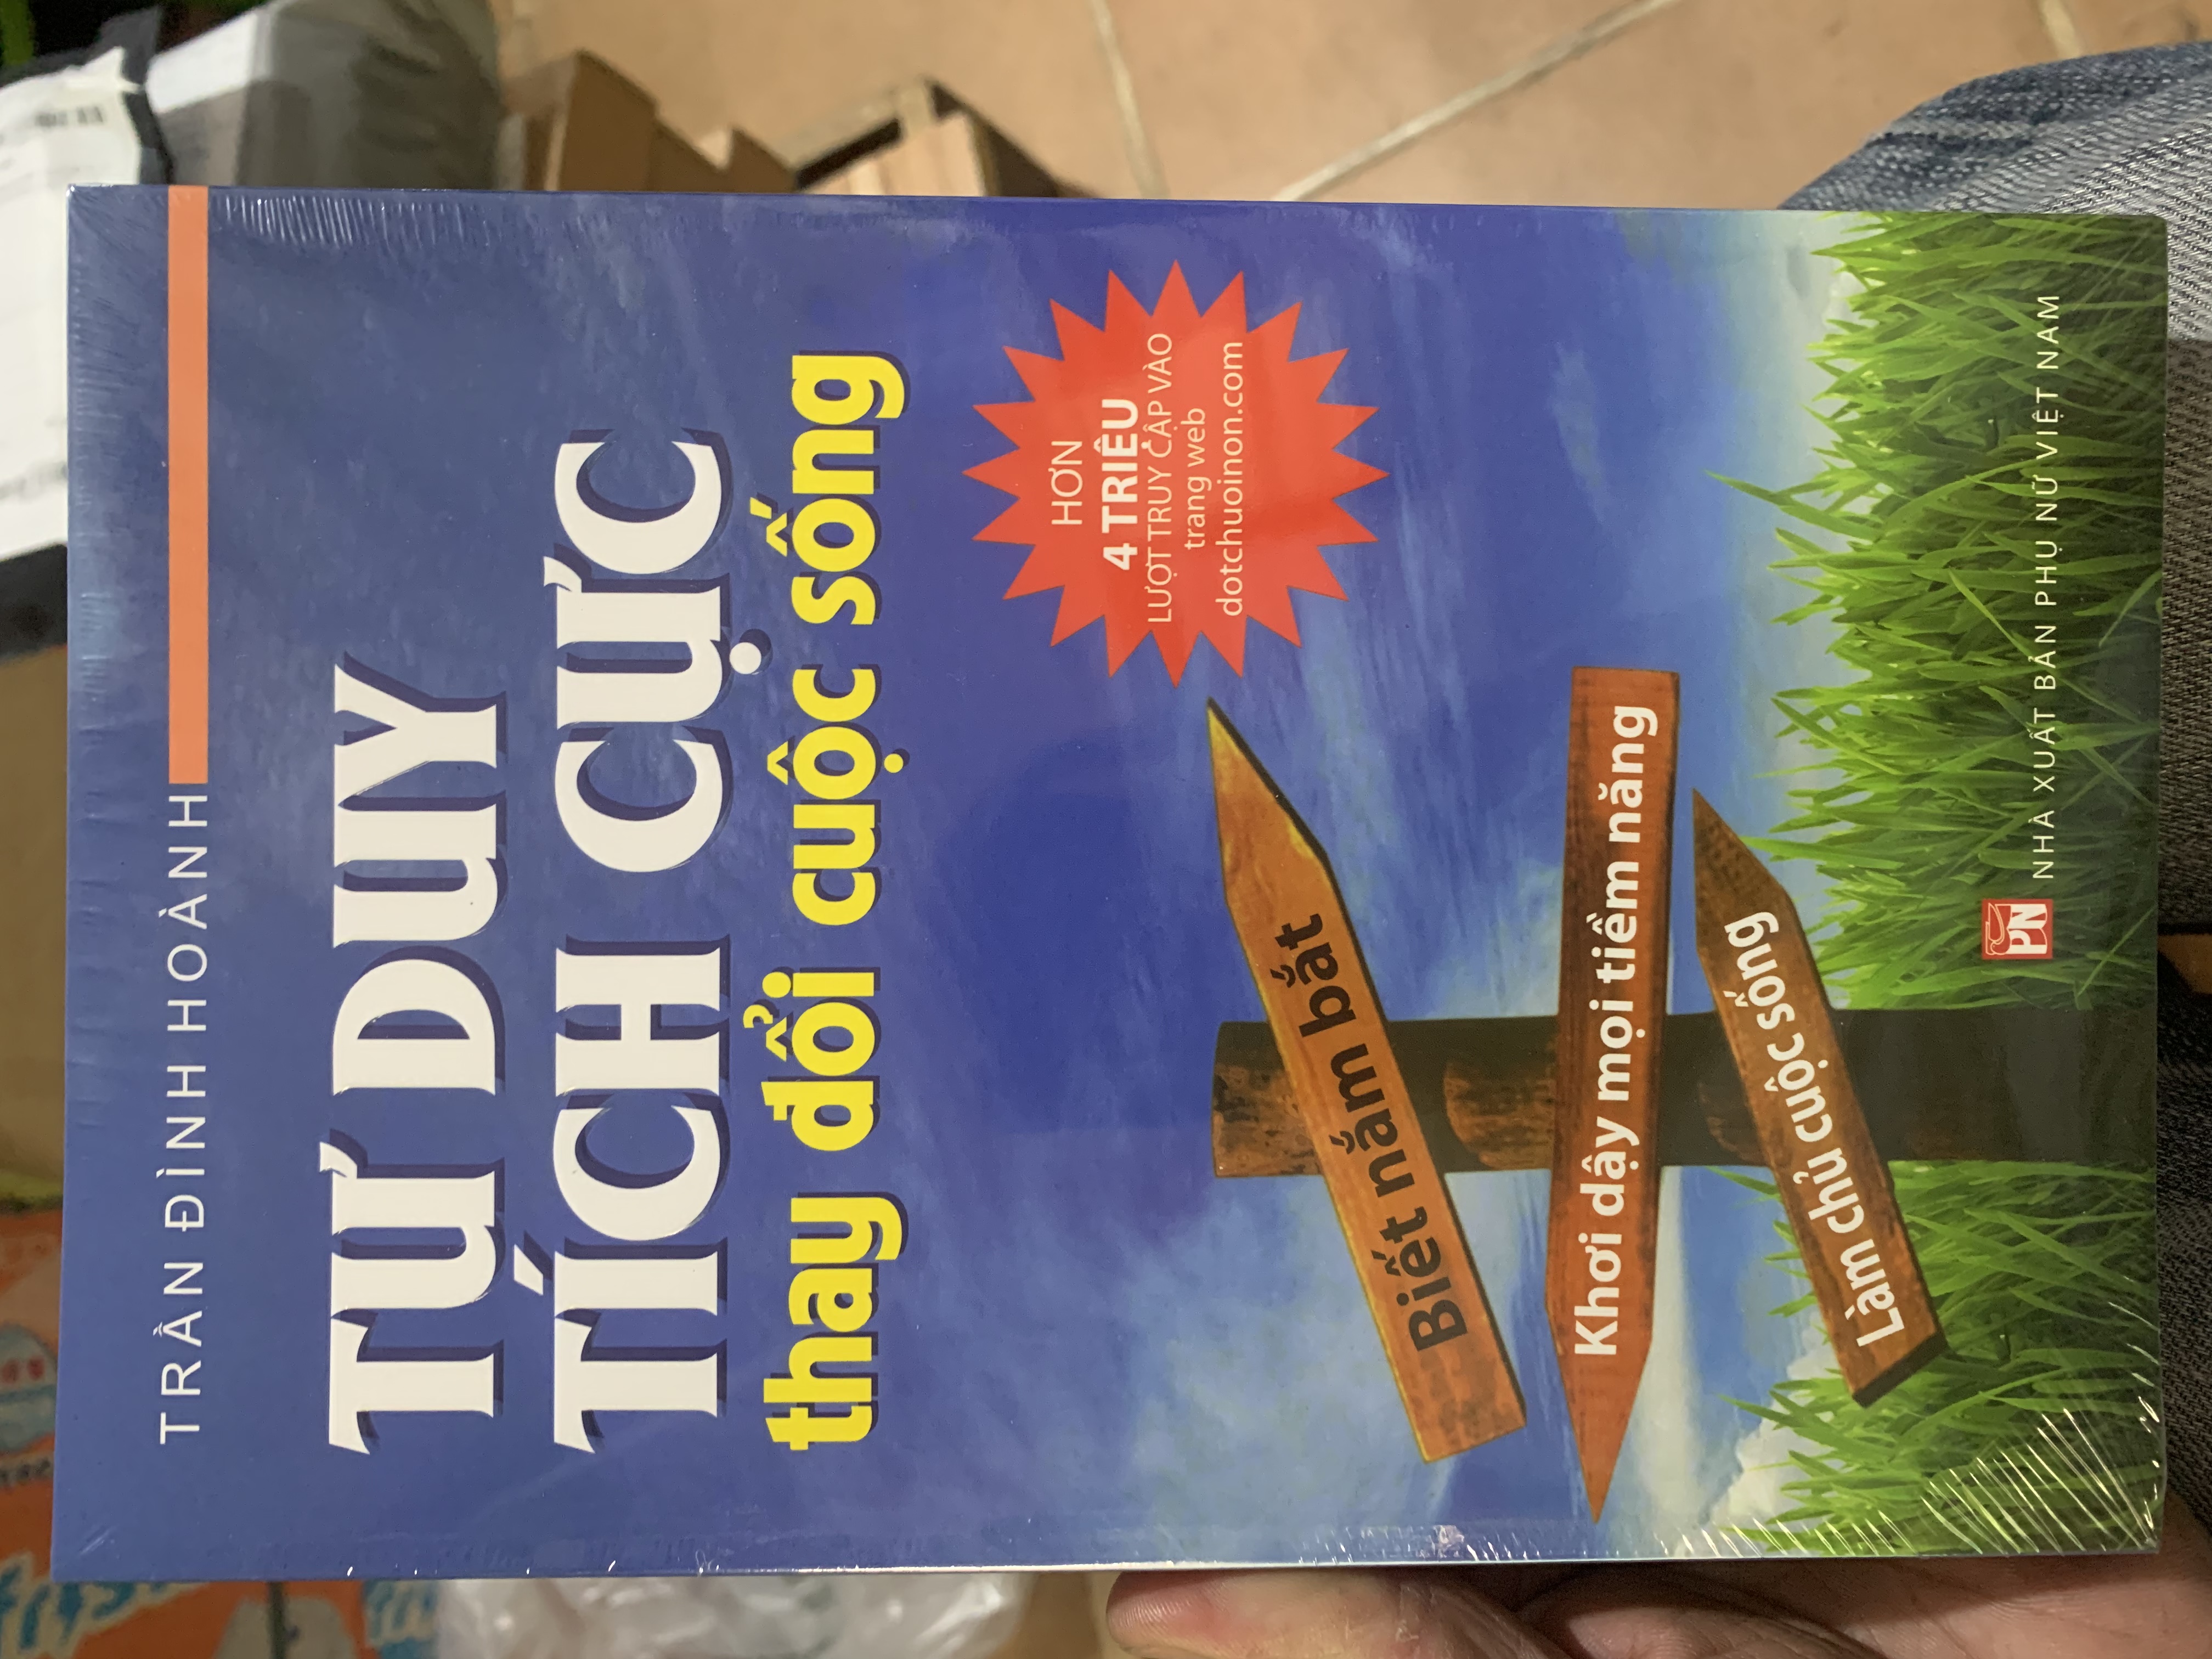 TRẦN ĐÌNH HOÀNH
TƯ DUY
TÍCH CỰC
thay đổi cuộc sống
HƠN
4 TRIỆU
LƯỢT TRUY CẬP VÀO
trang web
dotchuoinon.com
Biết nắm bắt
Khơi dậy mọi tiềm năng
Làm chủ cuộc sống
PN
NHÀ XUẤT BẢN PHỤ NỮ VIỆT NAM